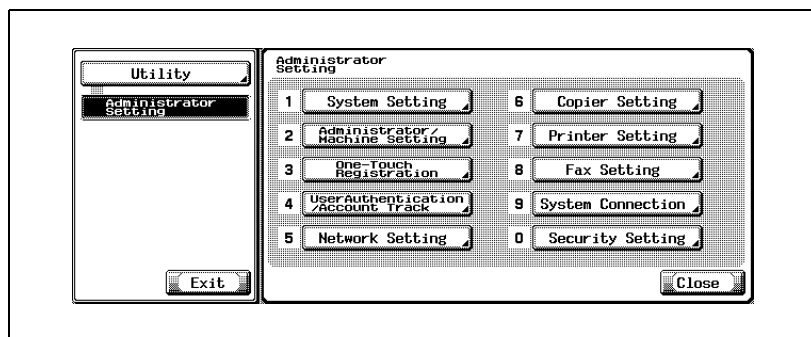 Utility
Administrator
Setting
Exit
Administrator
Setting
1 System Setting
2 Administrator/
Machine Setting
3 One-Touch
Registration
4 UserAuthentication
/Account Track
5 Network Setting
6 Copier Setting
7 Printer Setting
8 Fax Setting
9 System Connection
0 Security Setting
Close